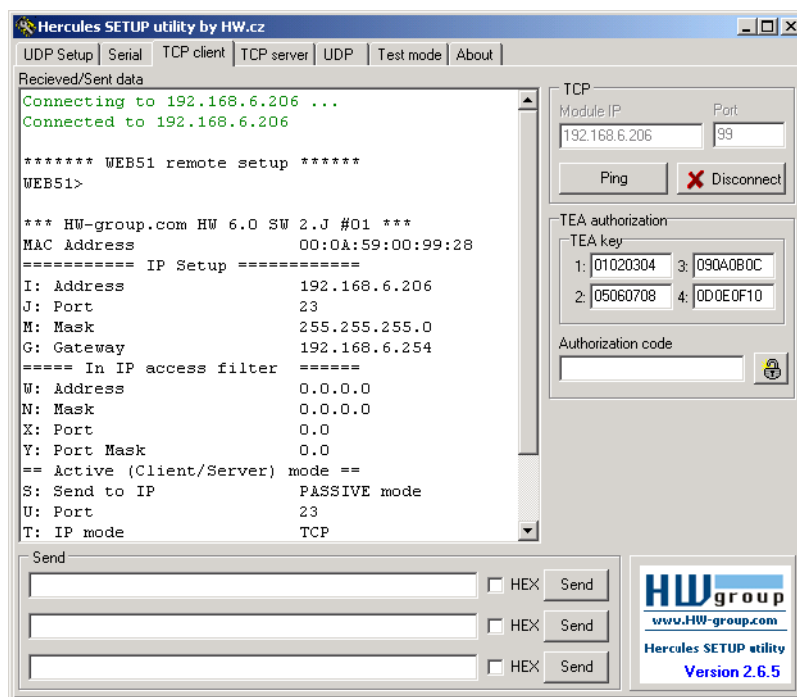 Hercules SETUP utility by HW.cz
UDP Setup Serial TCP client TCP server UDP Test mode About
Recieved/Sent data
Connecting to 192.168.6.206 ...
Connected to 192.168.6.206
******* WEB51 remote setup ******
WEB51>
*** HW-group.com HW 6.0 SW 2.J #01 ***
MAC Address 00:0A:59:00:99:28
=========== IP Setup ============
I: Address 192.168.6.206
J: Port 23
M: Mask 255.255.255.0
G: Gateway 192.168.6.254
===== In IP access filter ======
W: Address 0.0.0.0
N: Mask 0.0.0.0
X: Port 0.0
Y: Port Mask 0.0
== Active (Client/Server) mode ==
S: Send to IP PASSIVE mode
U: Port 23
T: IP mode TCP
TCP
Module IP Port
192.168.6.206 99
Ping Disconnect
TEA authorization
TEA key
1: 01020304 3: 090A0B0C
2: 05060708 4: 0D0E0F10
Authorization code
Send
HEX Send
HEX Send
HEX Send
HW group
www.HW-group.com
Hercules SETUP utility
Version 2.6.5